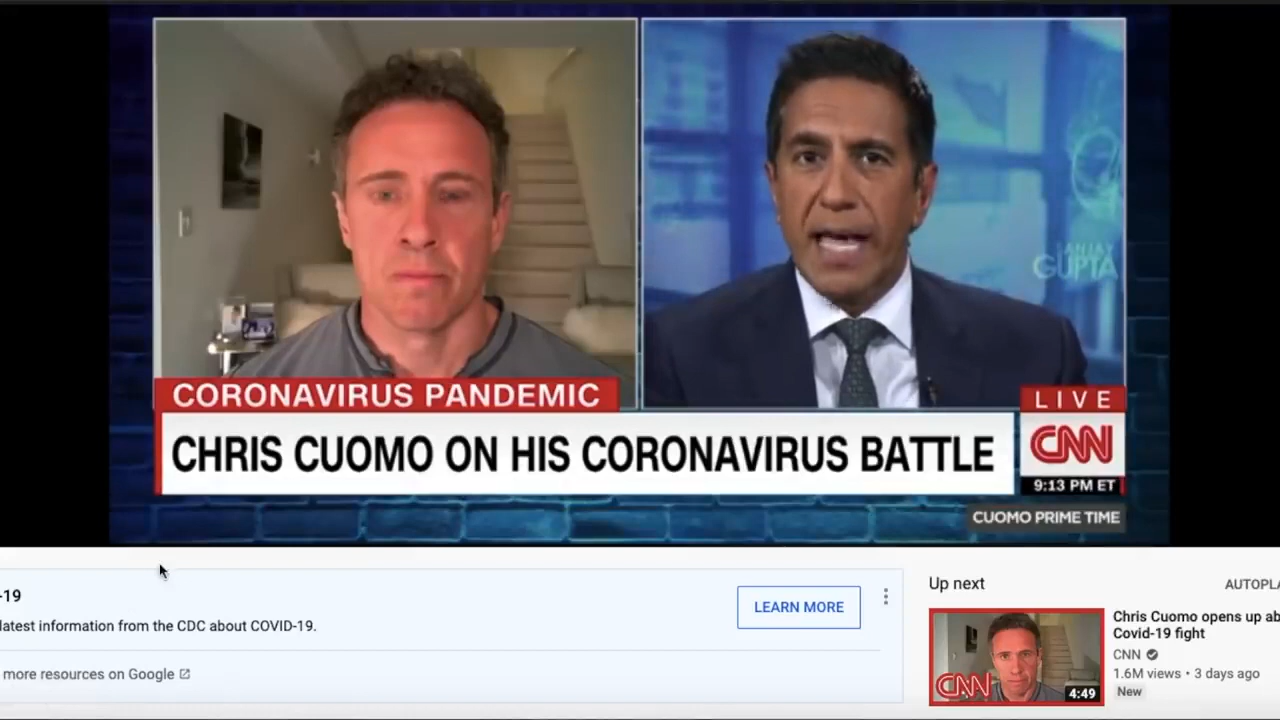 SANJAY
GUPTA
CORONAVIRUS PANDEMIC
CHRIS CUOMO ON HIS CORONAVIRUS BATTLE
LIVE
CNN
9:13 PM ET
CUOMO PRIME TIME
-19
latest information from the CDC about COVID-19.
LEARN MORE
more resources on Google
Up next
AUTOPLA
CNN
4:49
Chris Cuomo opens up ab
Covid-19 fight
CNN
1.6M views • 3 days ago
New